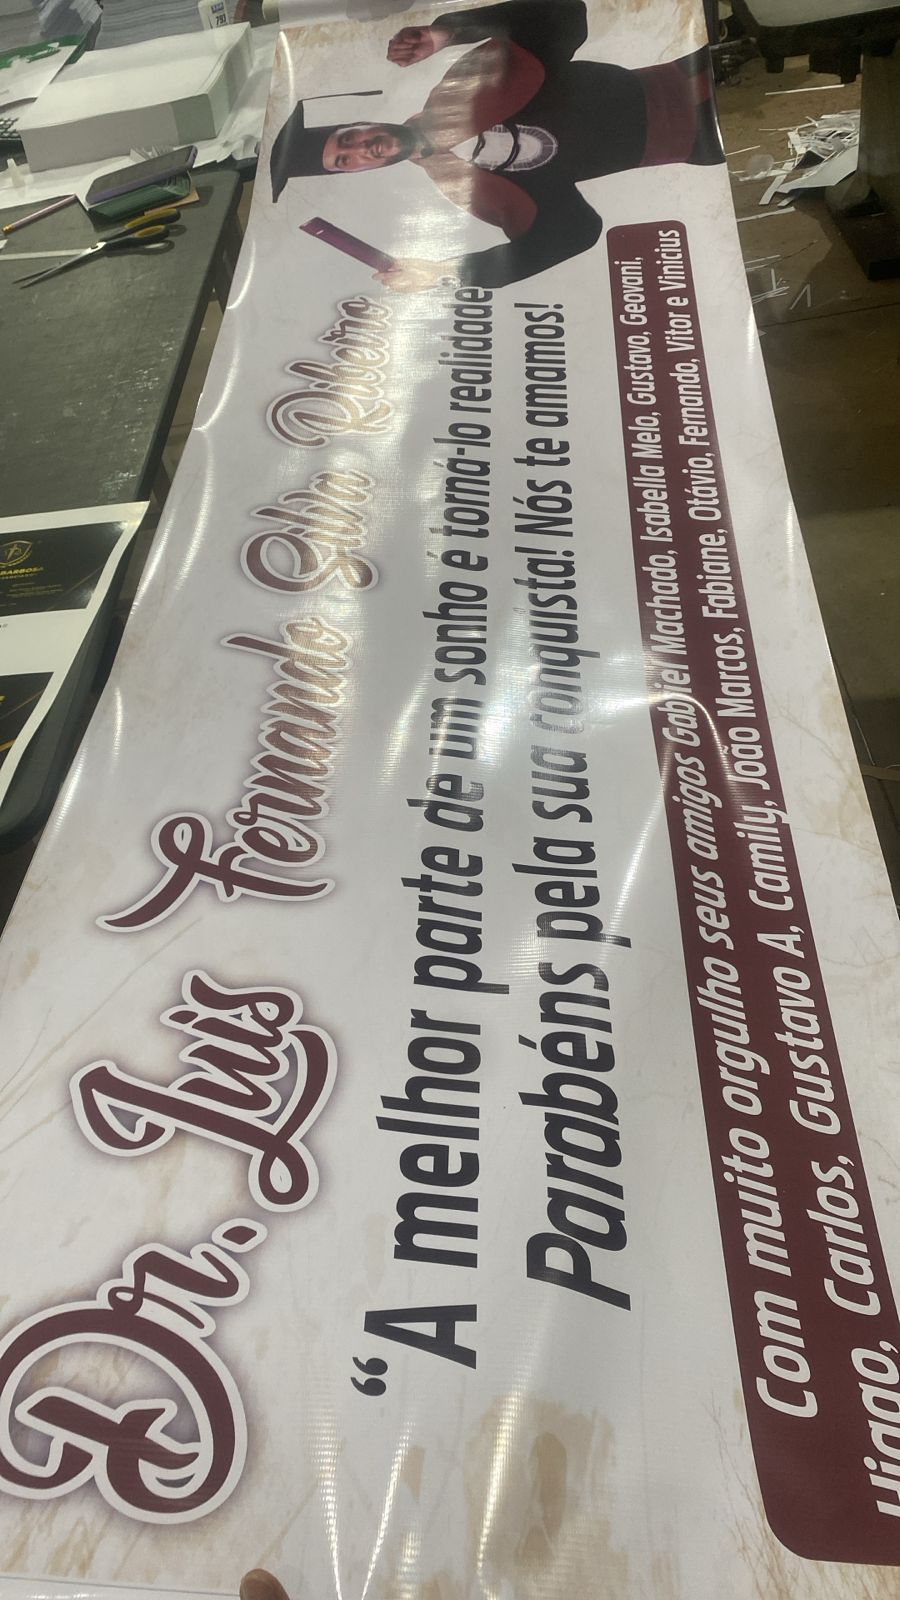 Dr. Luis Fernando Silva Ribeiro
“A melhor parte de um sonho é torná-lo realidade”
Parabéns pela sua conquista! Nós te amamos!
Com muito orgulho seus amigos Gabriel Machado, Isabella Melo, Gustavo, Geovani,
Carlos, Gustavo A, Camily, João Marcos, Fabiane, Otávio, Fernando, Vitor e Vinicius
BARBOSA
793